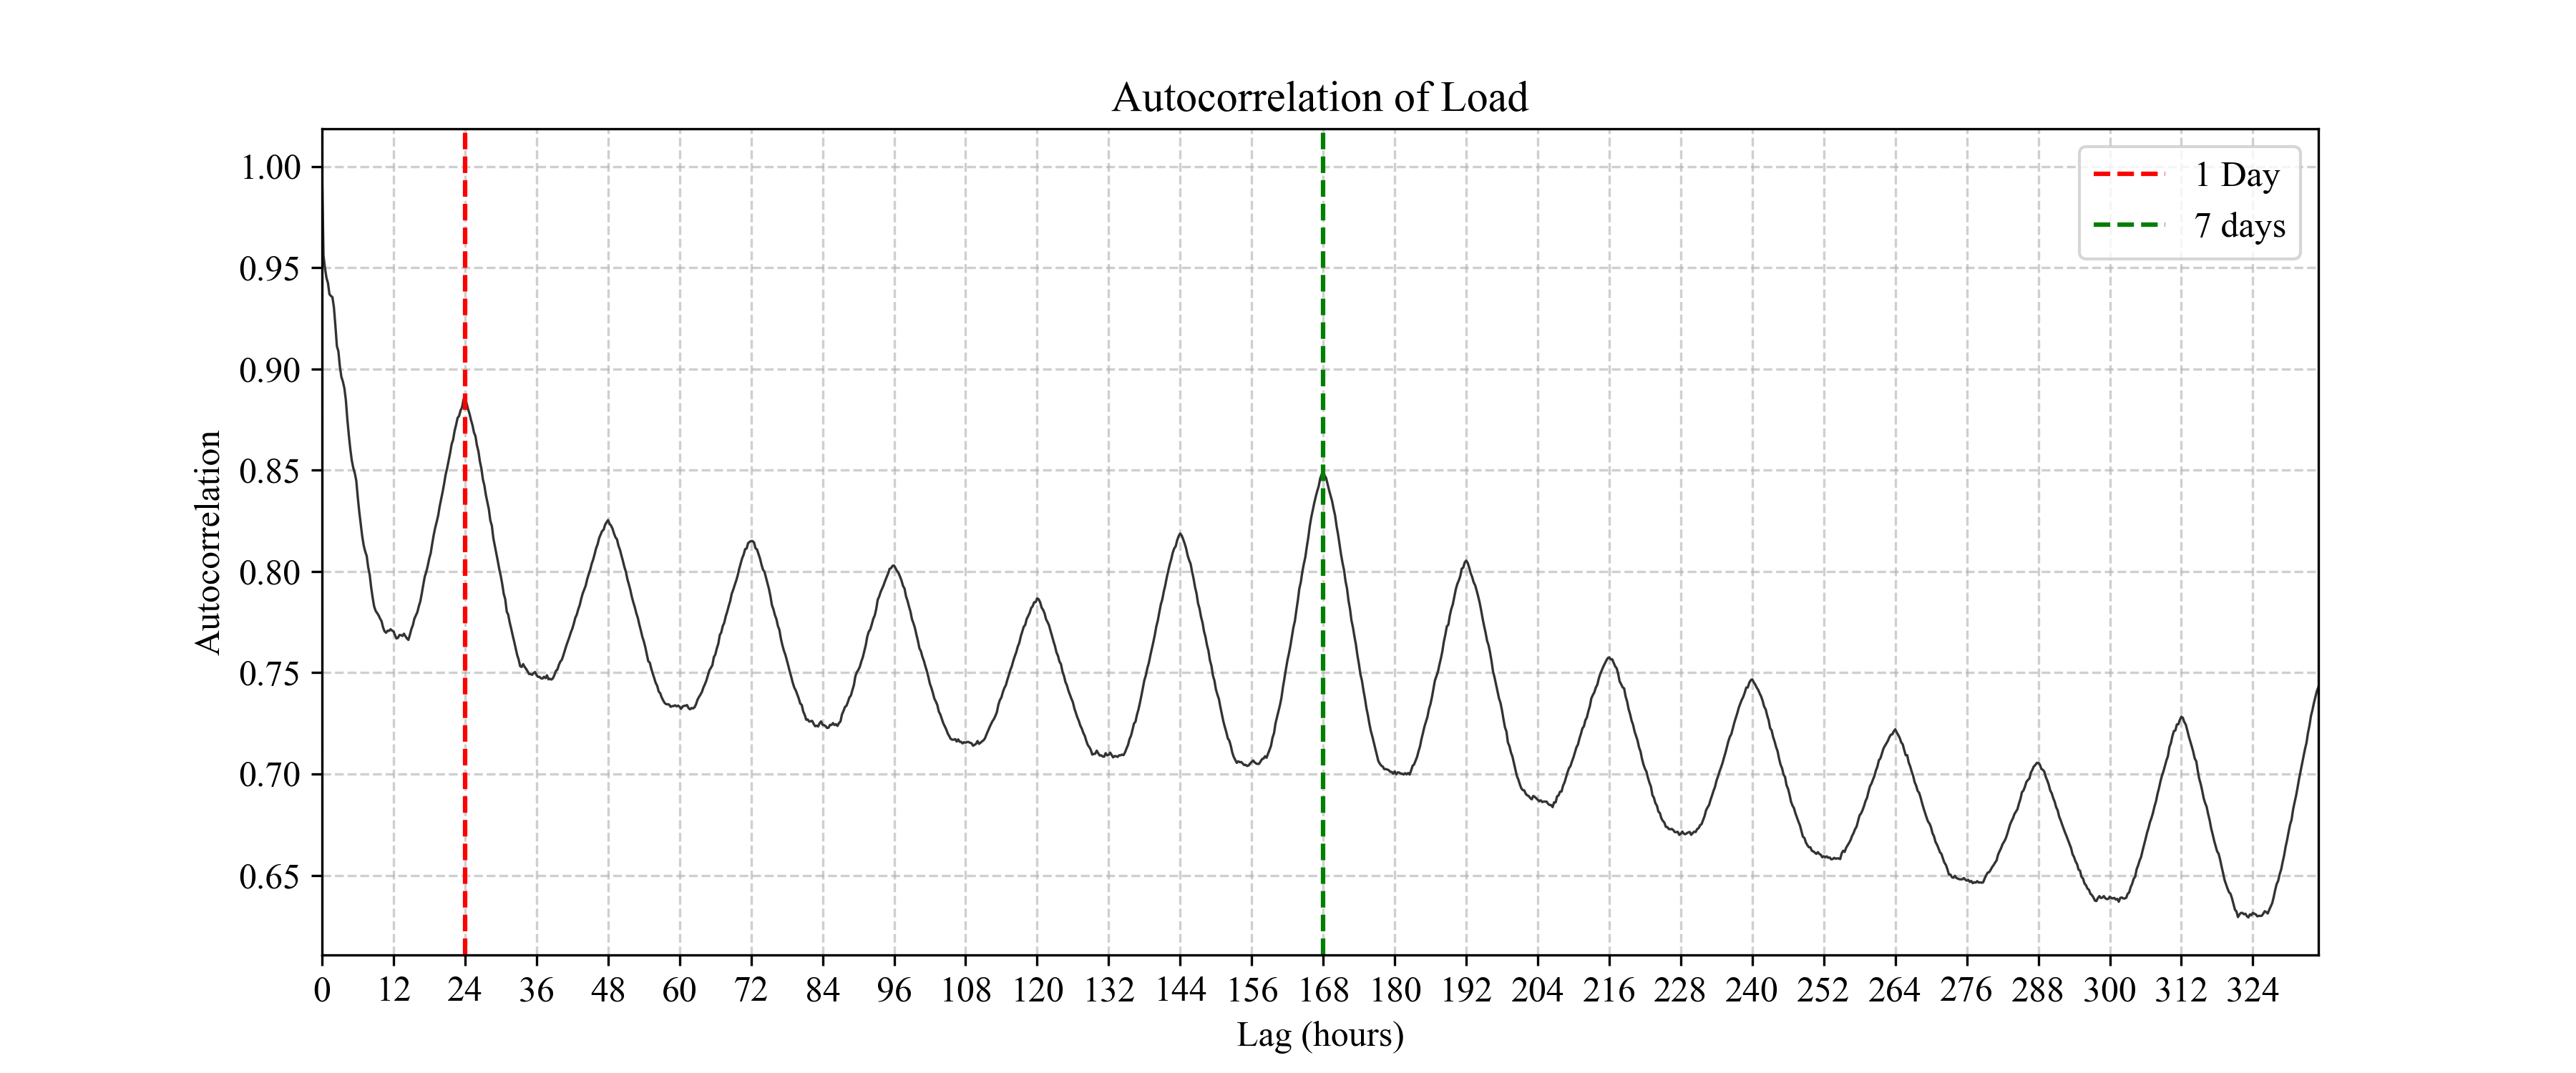 Autocorrelation of Load
1.00
0.95
0.90
0.85
0.80
0.75
0.70
0.65
Autocorrelation
1 Day
7 days
0 12 24 36 48 60 72 84 96 108 120 132 144 156 168 180 192 204 216 228 240 252 264 276 288 300 312 324
Lag (hours)